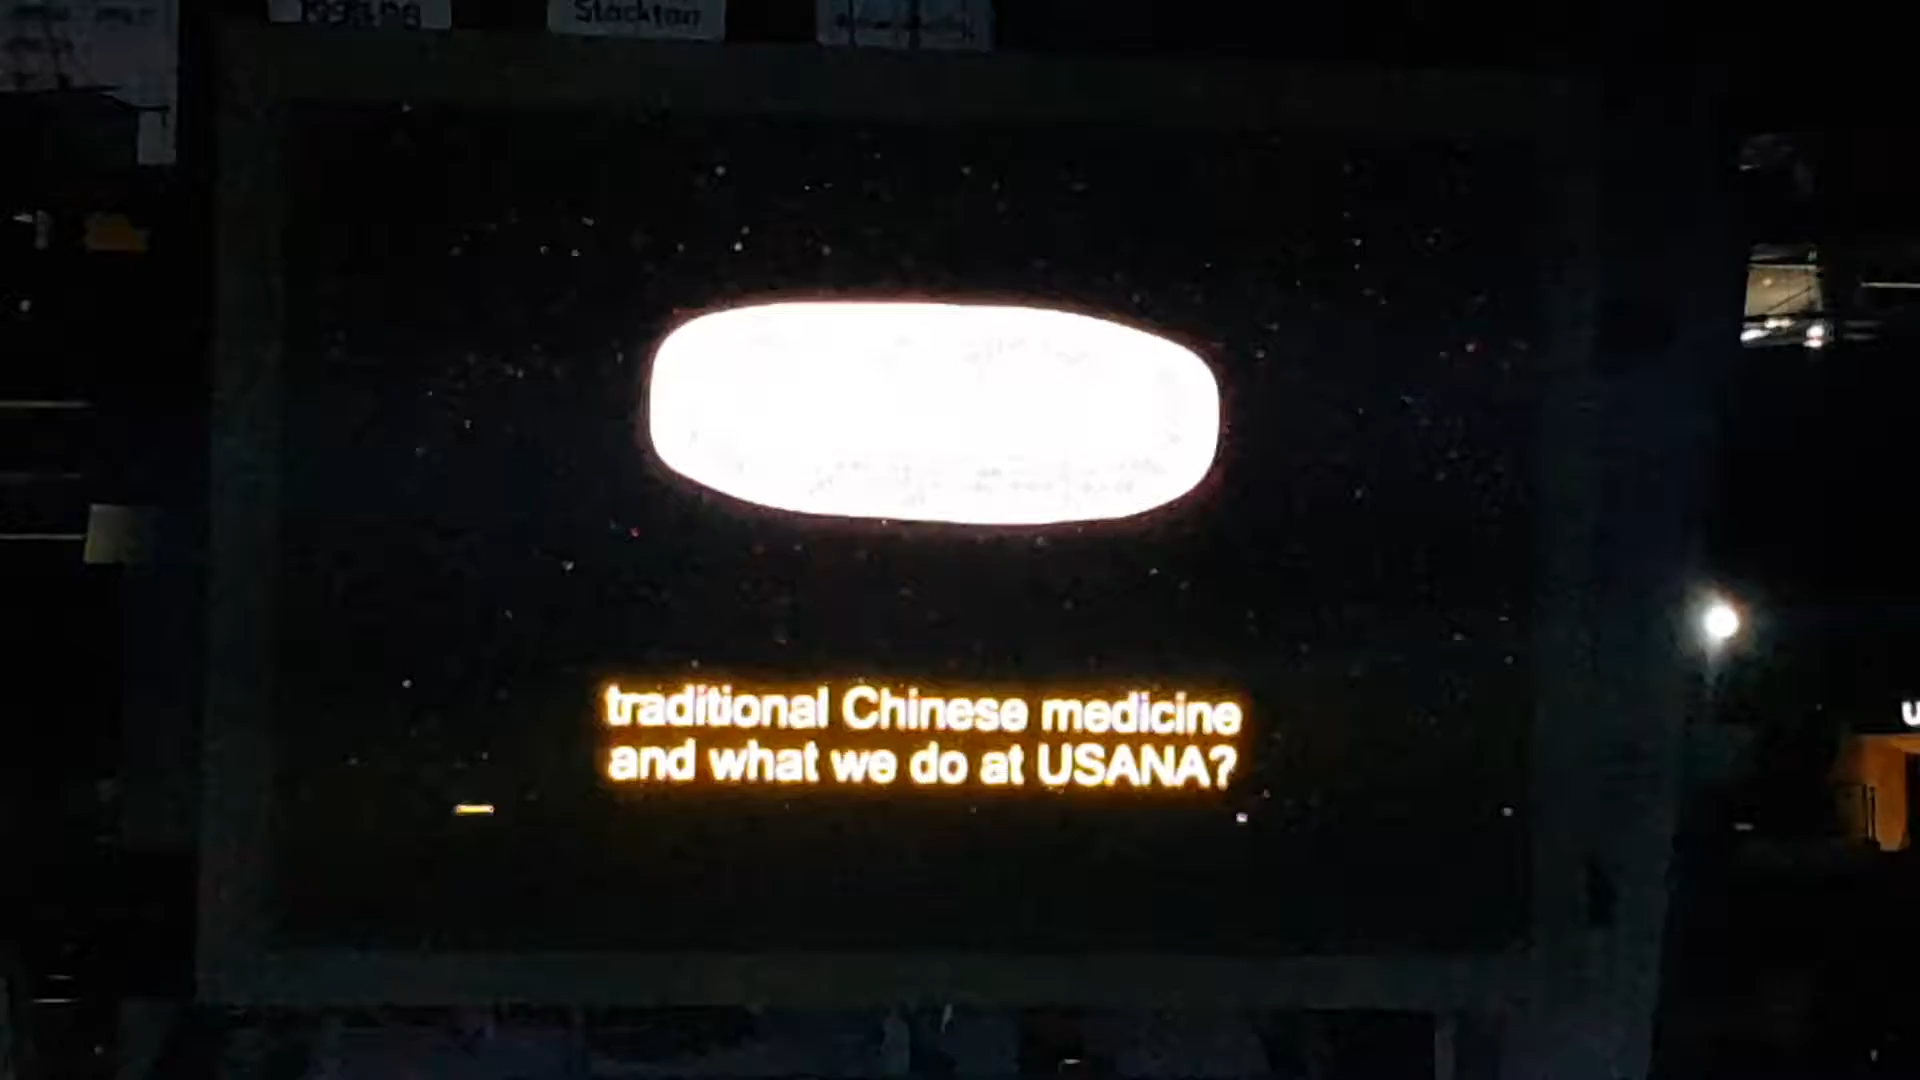 Stockton
traditional Chinese medicine
and what we do at USANA?